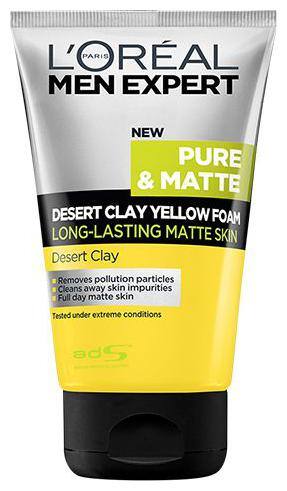 L'ORÉAL
PARIS
MEN EXPERT
NEW
PURE
& MATTE
DESERT CLAY YELLOW FOAM
LONG-LASTING MATTE SKIN
Desert Clay
Removes pollution particles
Cleans away skin impurities
Full day matte skin
Tested under extreme conditions
adS